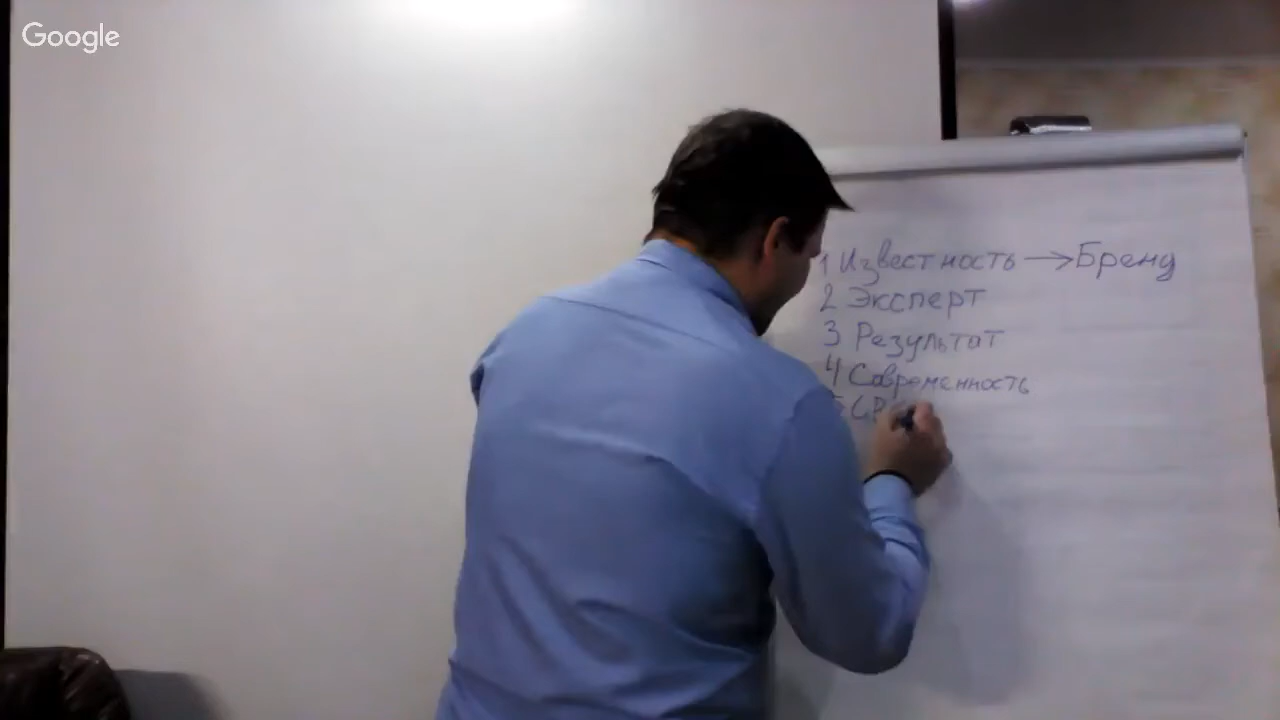 Google
1 Известность → Бренд
2 Эксперт
3 Результат
4 Современность